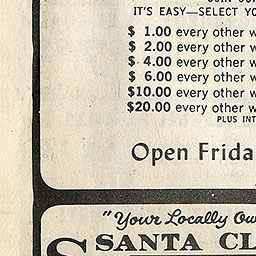 IT'S EASY—SELECT YO
$ 1.00 every other w
$ 2.00 every other w
$ 4.00 every other w
$ 6.00 every other w
$10.00 every other w
$20.00 every other w
PLUS INT
Open Frida
"Your Locally Ow
SANTA CL